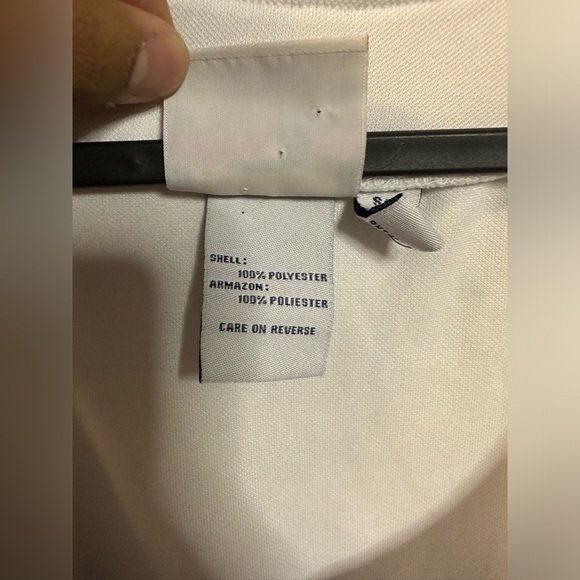 S
SHELL:
100% POLYESTER
ARMAZON:
100% POLIESTER
CARE ON REVERSE